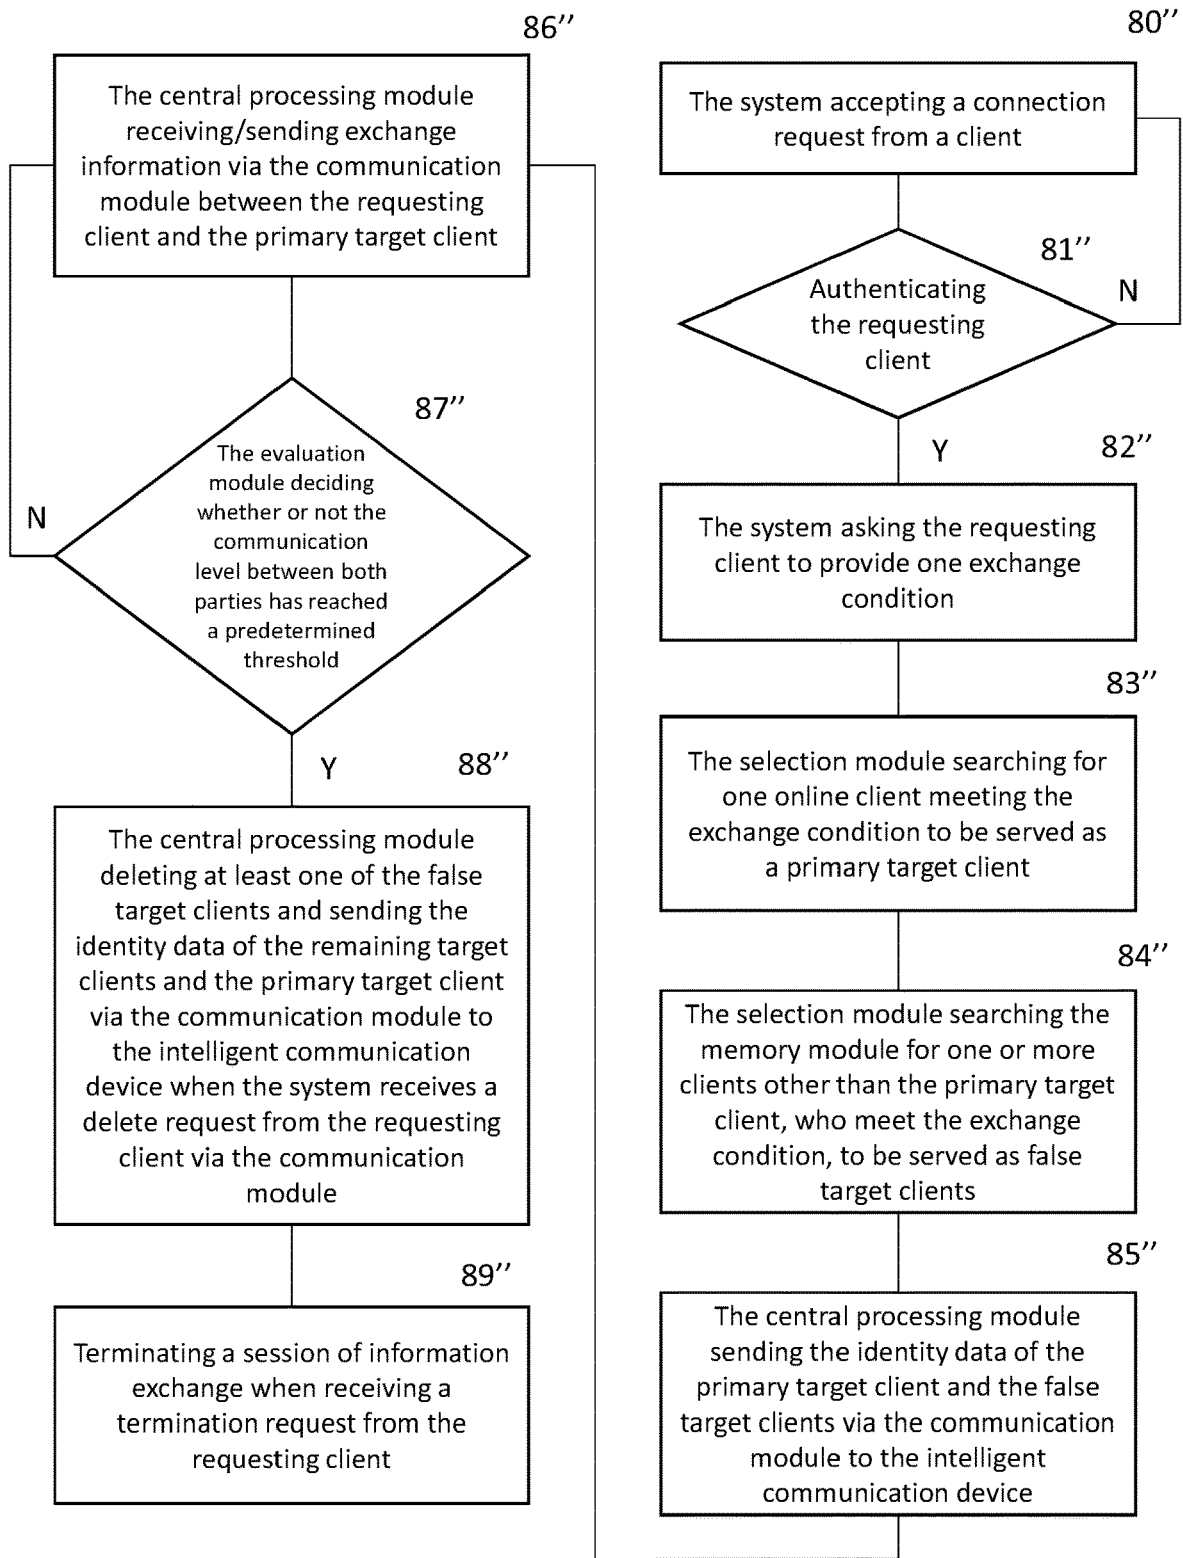 80’’
The system accepting a connection
request from a client
81’’
Authenticating
the requesting
client
N
Y
82’’
The system asking the requesting
client to provide one exchange
condition
83’’
The selection module searching for
one online client meeting the
exchange condition to be served as
a primary target client
84’’
The selection module searching the
memory module for one or more
clients other than the primary target
client, who meet the exchange
condition, to be served as false
target clients
85’’
The central processing module
sending the identity data of the
primary target client and the false
target clients via the communication
module to the intelligent
communication device
86’’
The central processing module
receiving/sending exchange
information via the communication
module between the requesting
client and the primary target client
87’’
The evaluation
module deciding
whether or not the
communication
level between both
parties has reached
a predetermined
threshold
N
Y
88’’
The central processing module
deleting at least one of the false
target clients and sending the
identity data of the remaining target
clients and the primary target client
via the communication module to
the intelligent communication
device when the system receives a
delete request from the requesting
client via the communication
module
89’’
Terminating a session of information
exchange when receiving a
termination request from the
requesting client